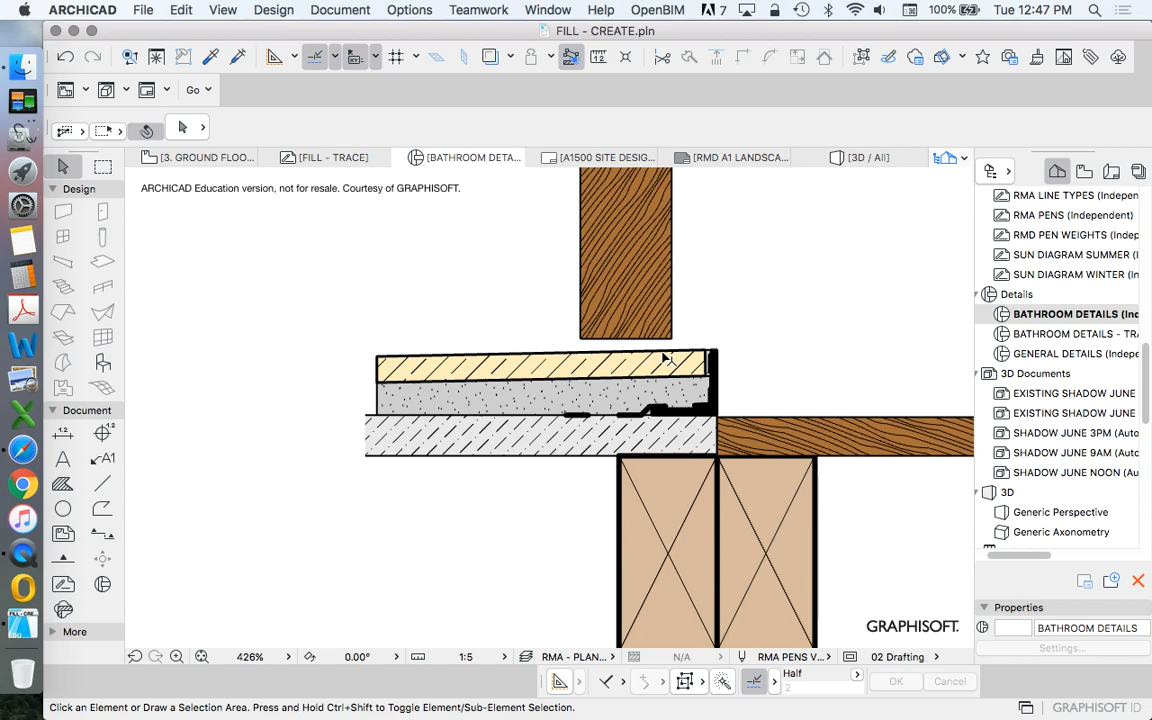 ARCHICAD File Edit View Design Document Options Teamwork Window Help OpenBIM 7 100% Tue 12:47 PM
FILL - CREATE.pln
Go
[3. GROUND FLOO...
[FILL - TRACE]
[BATHROOM DETA...
[A1500 SITE DESIG...
[RMD A1 LANDSCA...
[3D / All]
ARCHICAD Education version, not for resale. Courtesy of GRAPHISOFT.
Design
Document
More
RMA LINE TYPES (Indepen
RMA PENS (Independent)
RMD PEN WEIGHTS (Indep
SUN DIAGRAM SUMMER (I
SUN DIAGRAM WINTER (In
Details
BATHROOM DETAILS (Ind
BATHROOM DETAILS - TRA
GENERAL DETAILS (Indepe
3D Documents
EXISTING SHADOW JUNE
EXISTING SHADOW JUNE
SHADOW JUNE 3PM (Auto
SHADOW JUNE 9AM (Auto
SHADOW JUNE NOON (Au
3D
Generic Perspective
Generic Axonometry
Properties
BATHROOM DETAILS
Settings...
GRAPHISOFT.
426% 0.00° 1:5 RMA - PLAN... N/A RMA PENS V... 02 Drafting
Half
2
OK Cancel
Click an Element or Draw a Selection Area. Press and Hold Ctrl+Shift to Toggle Element/Sub-Element Selection.
GRAPHISOFT ID